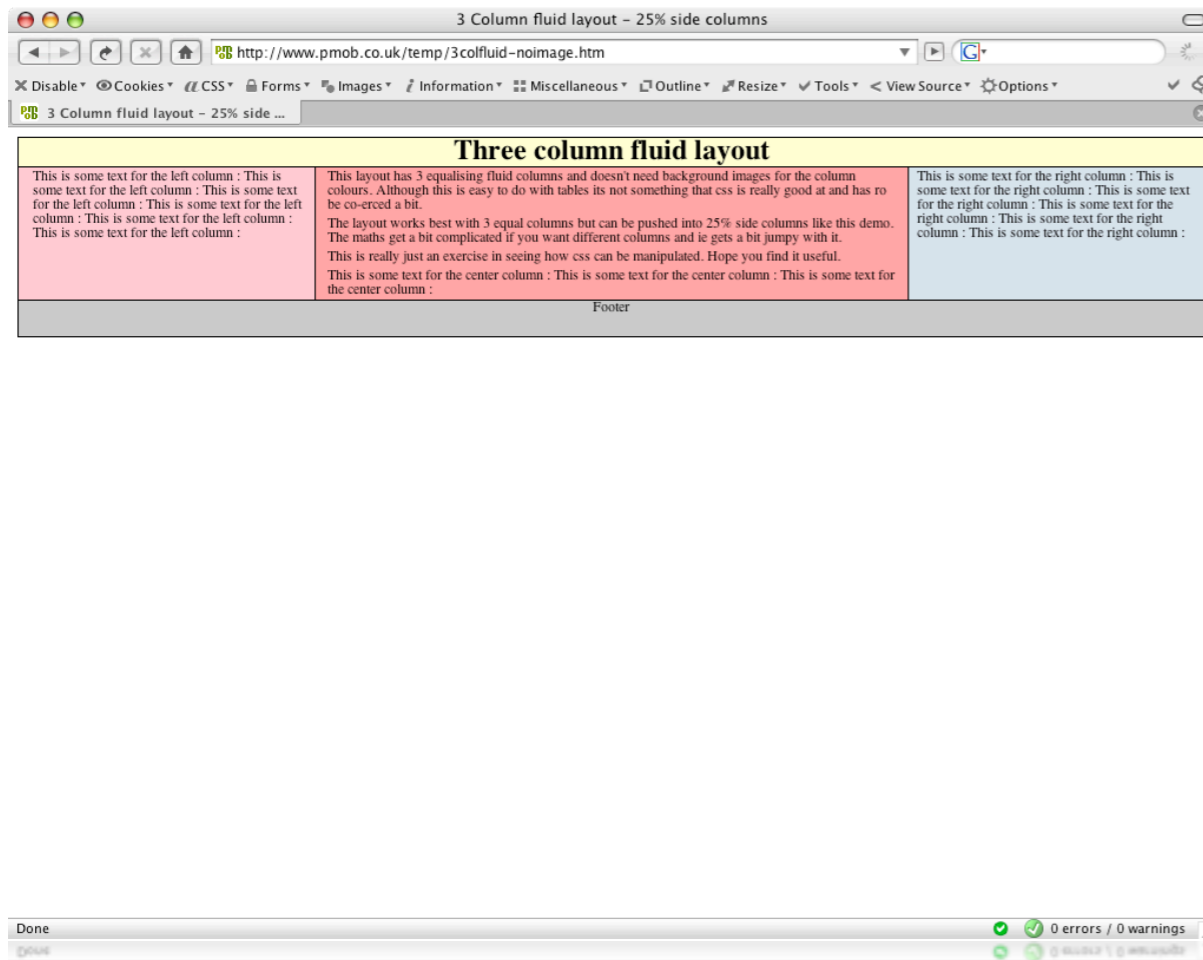 3 Column fluid layout – 25% side columns
http://www.pmob.co.uk/temp/3colfluid-noimage.htm
G
Disable Cookies CSS Forms Images Information Miscellaneous Outline Resize Tools View Source Options
3 Column fluid layout – 25% side ...
Three column fluid layout
This is some text for the left column : This is
some text for the left column : This is some text
for the left column : This is some text for the left
column : This is some text for the left column :
This is some text for the left column :
This layout has 3 equalising fluid columns and doesn't need background images for the column
colours. Although this is easy to do with tables its not something that css is really good at and has ro
be co-erced a bit.
The layout works best with 3 equal columns but can be pushed into 25% side columns like this demo.
The maths get a bit complicated if you want different columns and ie gets a bit jumpy with it.
This is really just an exercise in seeing how css can be manipulated. Hope you find it useful.
This is some text for the center column : This is some text for the center column : This is some text for
the center column :
This is some text for the right column : This is
some text for the right column : This is some text
for the right column : This is some text for the
right column : This is some text for the right
column : This is some text for the right column :
Footer
Done
0 errors / 0 warnings